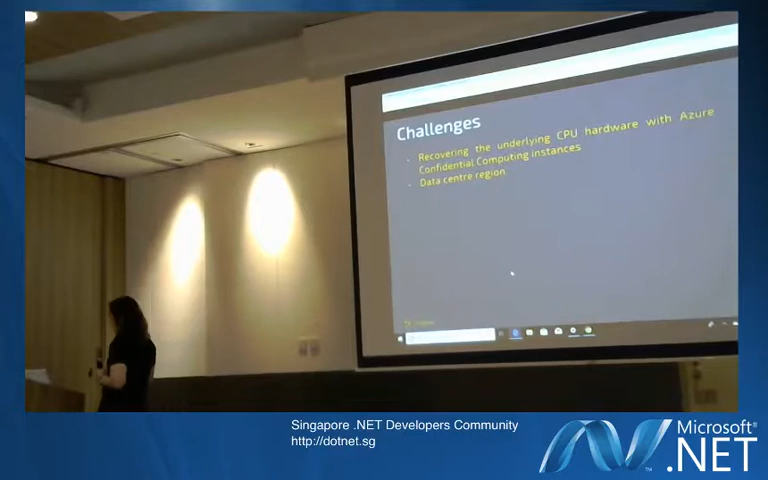 Challenges
- Recovering the underlying CPU hardware with Azure
Confidential Computing instances
- Data centre region
Singapore .NET Developers Community
http://dotnet.sg
Microsoft®
.NET
™